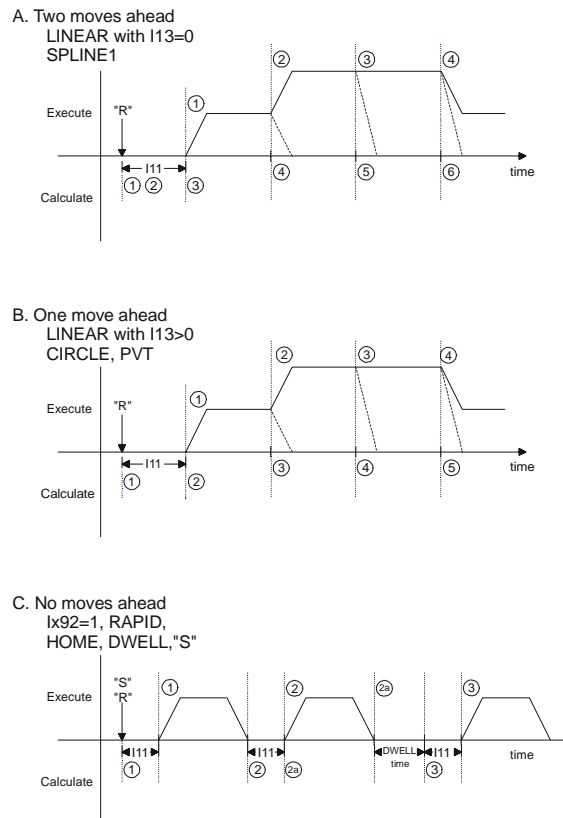 A. Two moves ahead
LINEAR with I13=0
SPLINE1
② ③ ④
①
Execute "R"
I11 time
① ② ③ ④ ⑤ ⑥
Calculate
B. One move ahead
LINEAR with I13>0
CIRCLE, PVT
② ③ ④
①
Execute "R"
I11 time
① ② ③ ④ ⑤
Calculate
C. No moves ahead
Ix92=1, RAPID,
HOME, DWELL,"S"
"S" ① ② 2a ③
Execute "R"
I11 I11 DWELL I11 time
① ② 2a time ③
Calculate